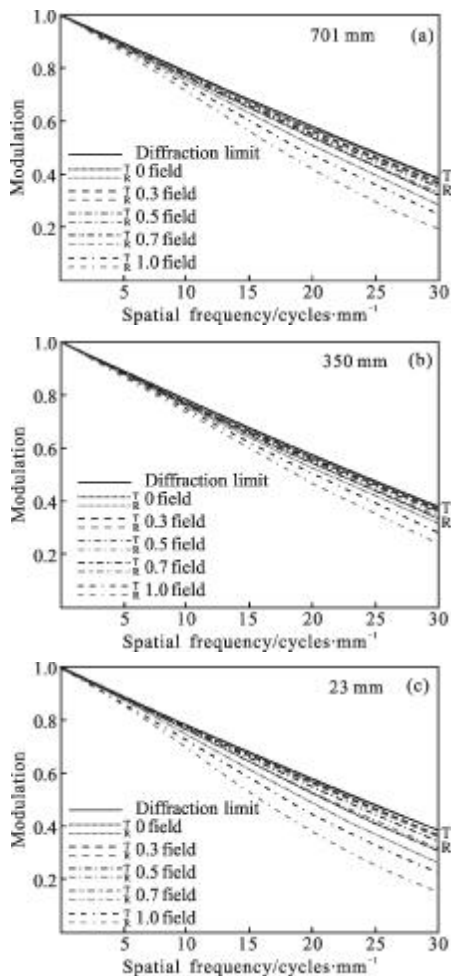 701 mm (a)
1.0
0.8
0.6
0.4
0.2
Modulation
Diffraction limit
T R 0 field
T R 0.3 field
T R 0.5 field
T R 0.7 field
T R 1.0 field
T
R
5 10 15 20 25 30
Spatial frequency/cycles·mm⁻¹
350 mm (b)
1.0
0.8
0.6
0.4
0.2
Modulation
Diffraction limit
T R 0 field
T R 0.3 field
T R 0.5 field
T R 0.7 field
T R 1.0 field
T
R
5 10 15 20 25 30
Spatial frequency/cycles·mm⁻¹
23 mm (c)
1.0
0.8
0.6
0.4
0.2
Modulation
Diffraction limit
T R 0 field
T R 0.3 field
T R 0.5 field
T R 0.7 field
T R 1.0 field
T
R
5 10 15 20 25 30
Spatial frequency/cycles·mm⁻¹